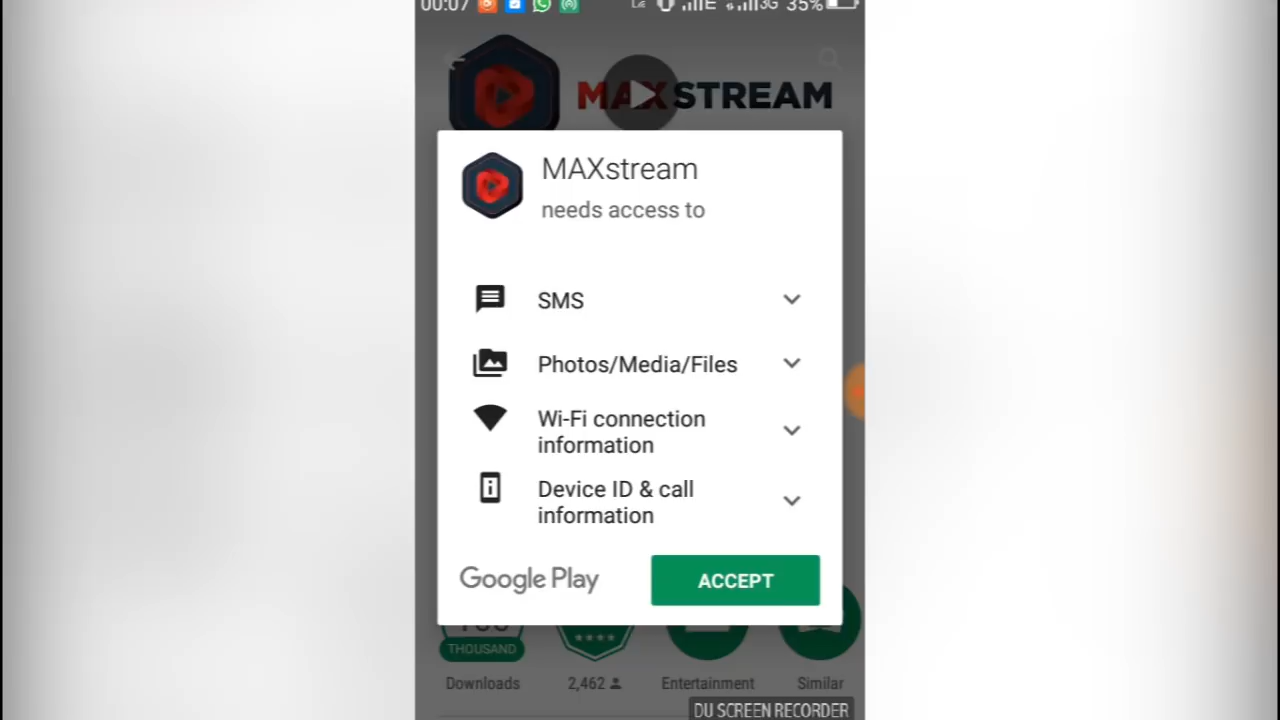 00:07 E 3G 35%
MAXSTREAM
MAXstream
needs access to
SMS
Photos/Media/Files
Wi-Fi connection
information
Device ID & call
information
Google Play ACCEPT
THOUSAND
Downloads 2,462 Entertainment Similar
DU SCREEN RECORDER